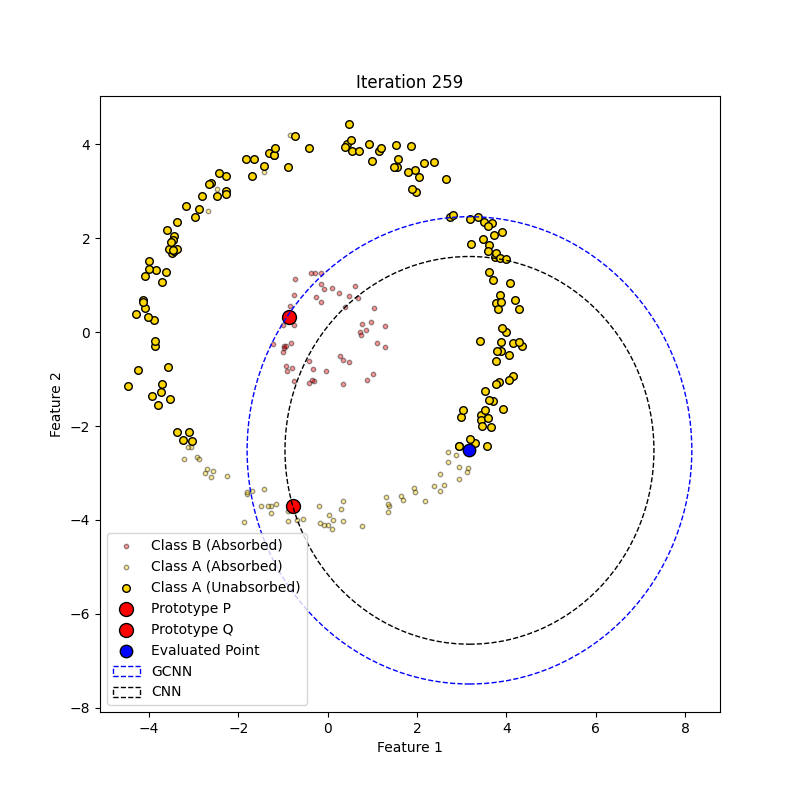 Iteration 259
4
2
0
−2
−4
−6
−8
Feature 2
Class B (Absorbed)
Class A (Absorbed)
Class A (Unabsorbed)
Prototype P
Prototype Q
Evaluated Point
GCNN
CNN
−4 −2 0 2 4 6 8
Feature 1